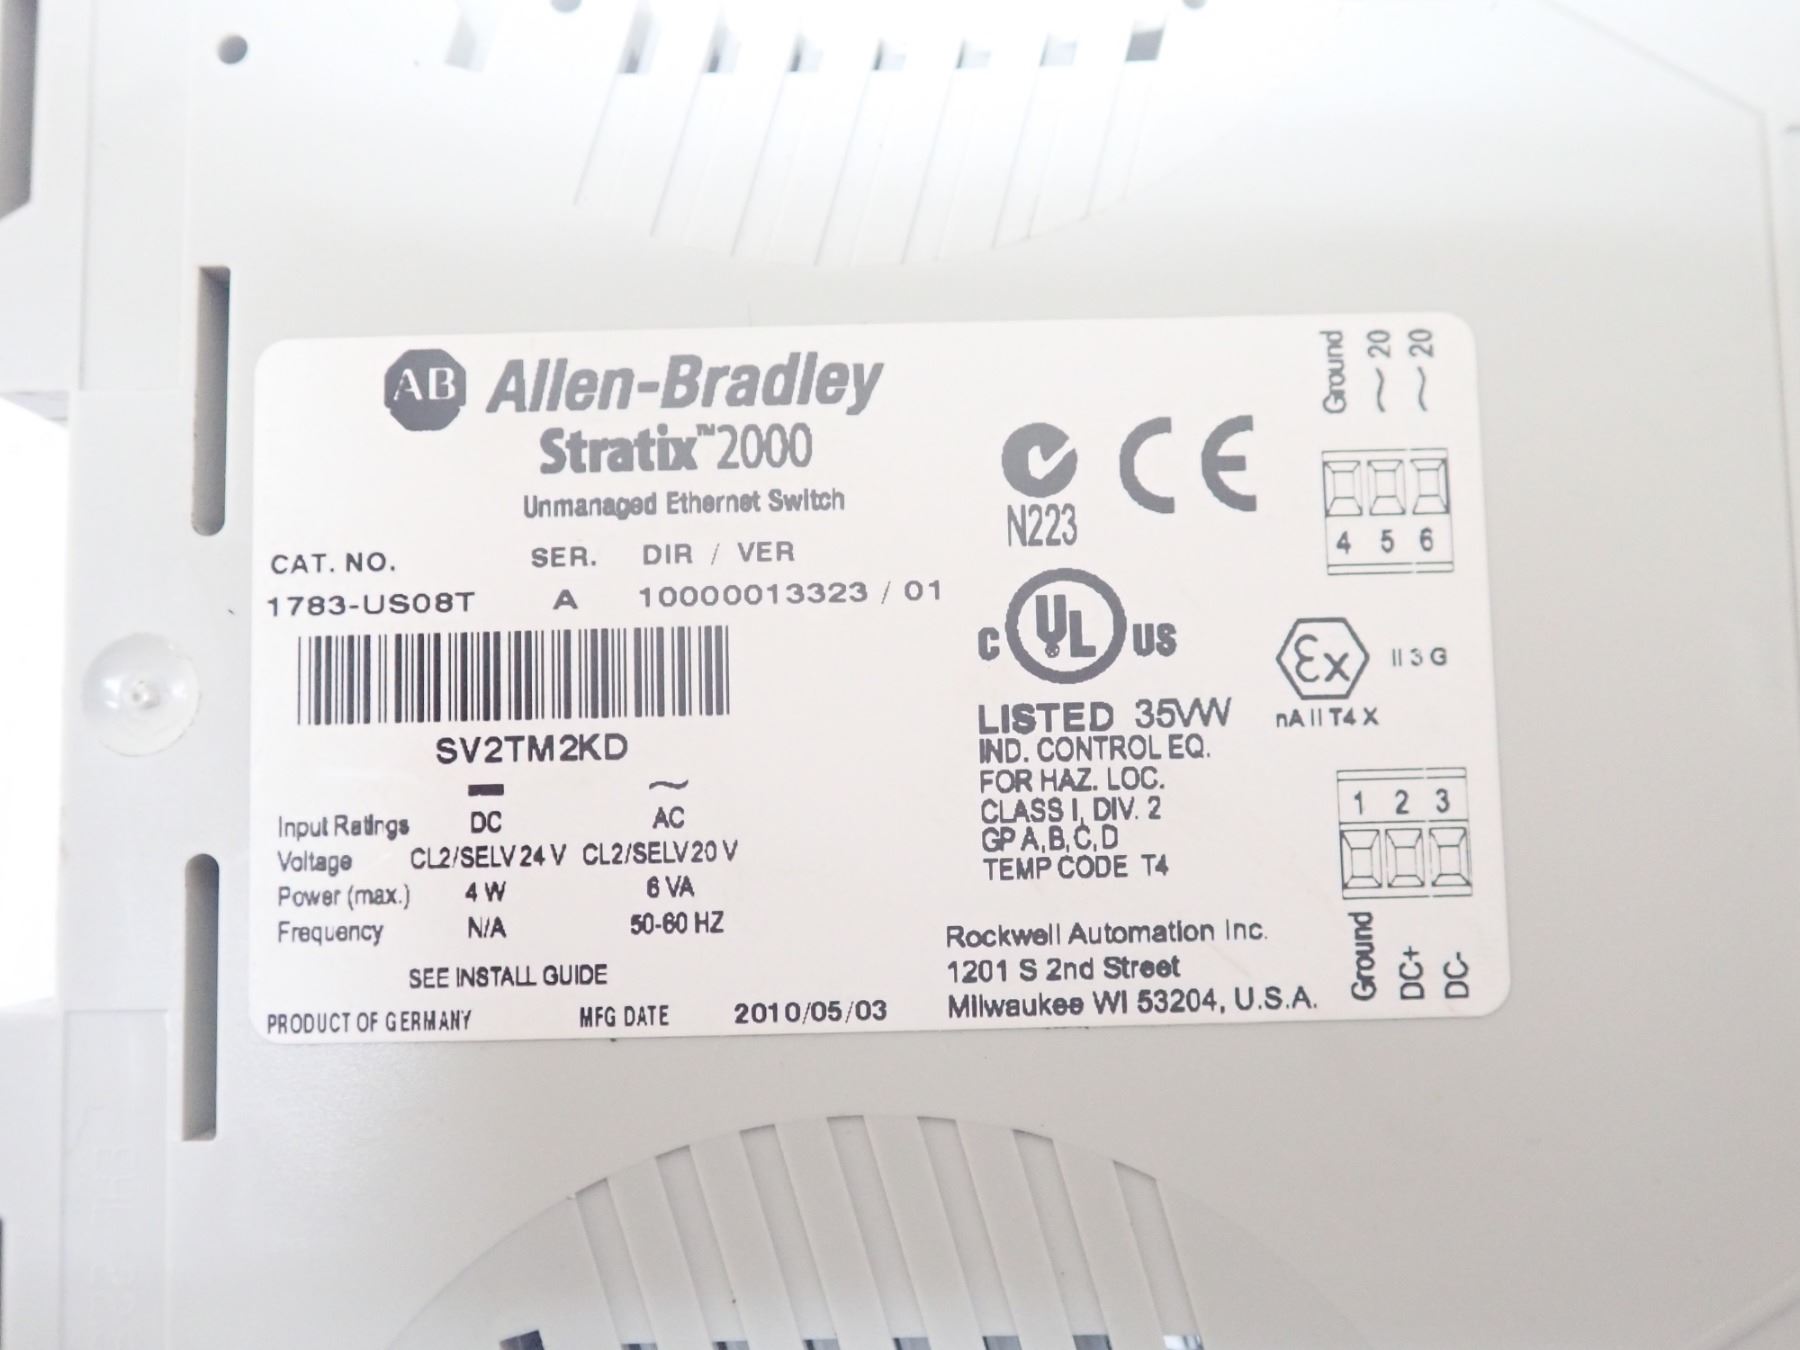 AB Allen-Bradley
Stratix™2000
Unmanaged Ethernet Switch
CAT. NO. SER. DIR / VER
1783-US08T A 10000013323 / 01
SV2TM2KD
DC AC
Input Ratings
Voltage CL2/SELV 24 V CL2/SELV 20 V
Power (max.) 4 W 6 VA
Frequency N/A 50-60 HZ
SEE INSTALL GUIDE
PRODUCT OF GERMANY MFG DATE 2010/05/03
N223
CE
C UL US
LISTED 35VW
IND. CONTROL EQ.
FOR HAZ. LOC.
CLASS I, DIV. 2
GP A, B, C, D
TEMP CODE T4
Rockwell Automation Inc.
1201 S 2nd Street
Milwaukee WI 53204, U.S.A.
Ground
~ 20
~ 20
4 5 6
Ex II 3 G
nA II T4 X
1 2 3
Ground
DC+
DC-